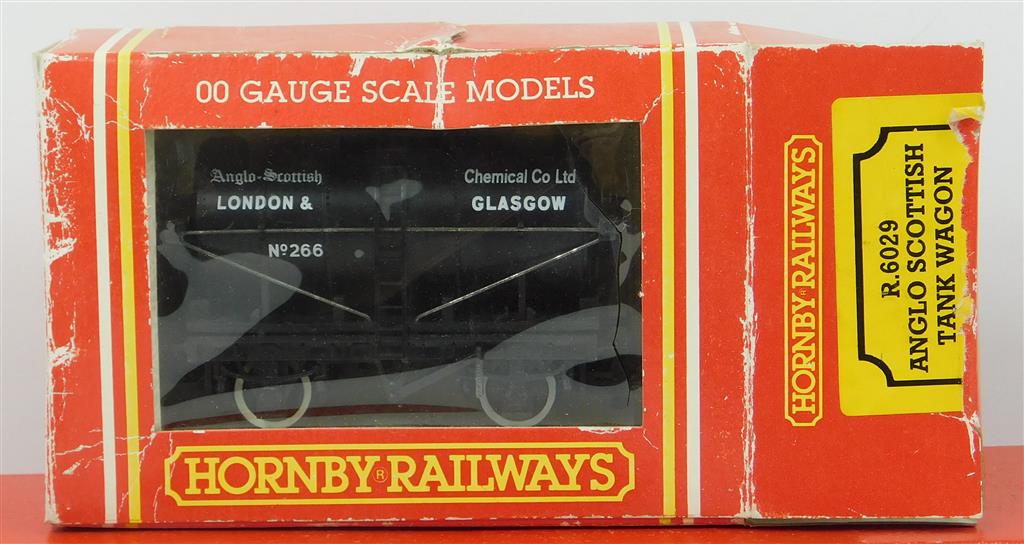 00 GAUGE SCALE MODELS
Anglo-Scottish Chemical Co Ltd
LONDON & GLASGOW
Nº266
HORNBY® RAILWAYS
HORNBY® RAILWAYS
R.6029
ANGLO SCOTTISH
TANK WAGON